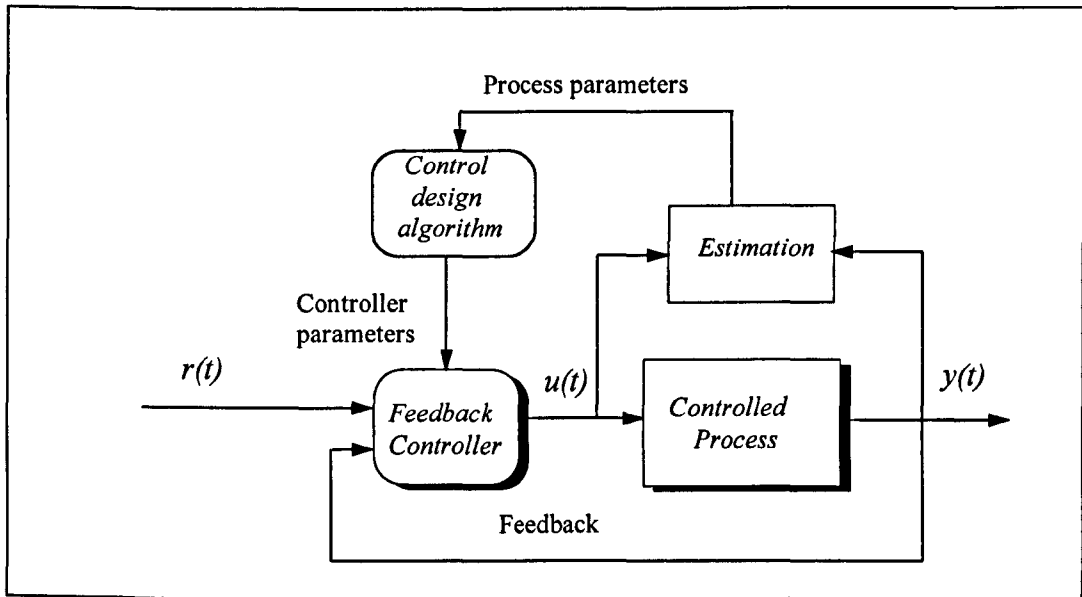 Process parameters
Control
design
algorithm
Estimation
Controller
parameters
r(t)
Feedback
Controller
u(t)
Controlled
Process
y(t)
Feedback